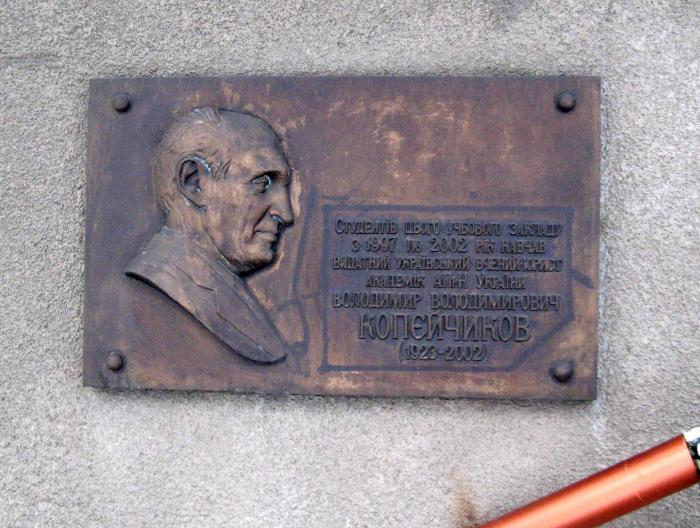 Студентів цього учбового закладу
з 1997 по 2002 рік навчав
видатний український вчений-юрист
академік АПрН України
Володимир Володимирович
КОПЄЙЧИКОВ
(1923-2002)